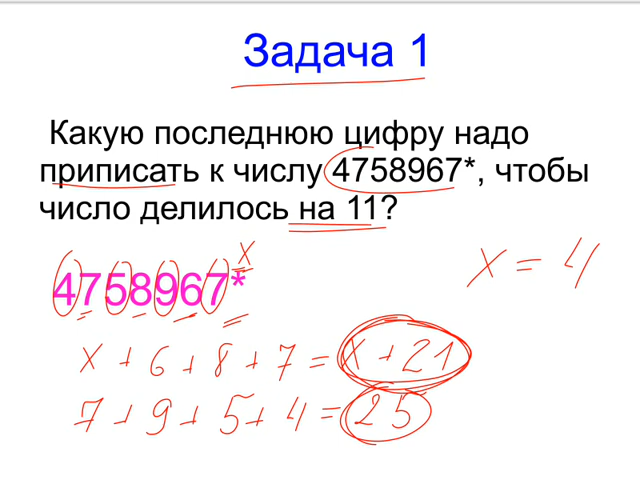 Задача 1
Какую последнюю цифру надо
приписать к числу 4758967*, чтобы
число делилось на 11?
x
4758967*
x = 4
x + 6 + 8 + 7 = x + 21
7 + 9 + 5 + 4 = 25